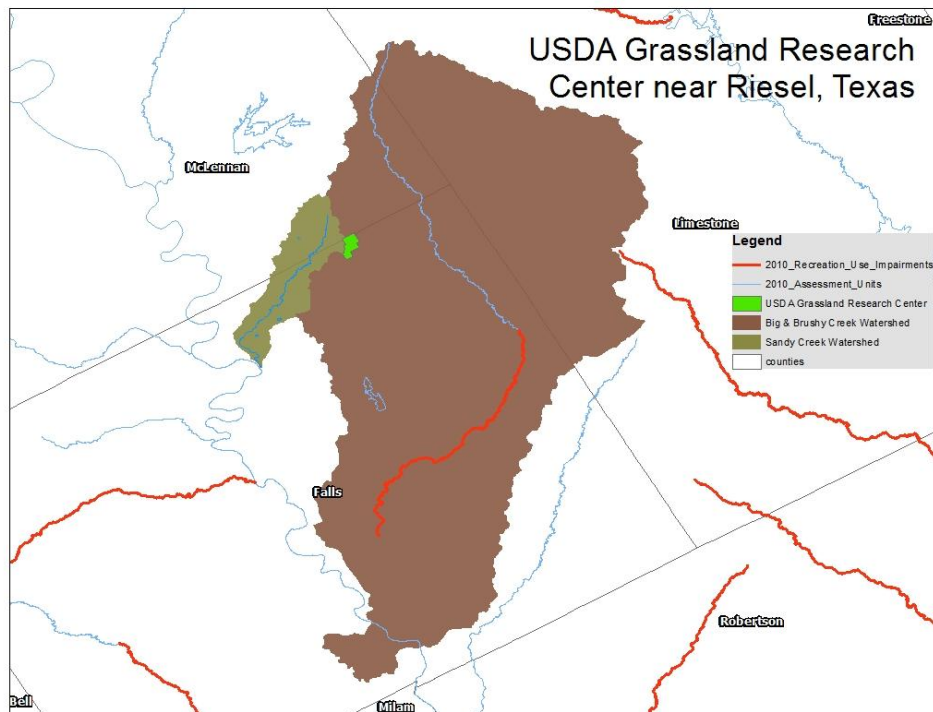 Freestone
USDA Grassland Research
Center near Riesel, Texas
McLennan
Limestone
Legend
2010_Recreation_Use_Impairments
2010_Assessment_Units
USDA Grassland Research Center
Big & Brushy Creek Watershed
Sandy Creek Watershed
counties
Falls
Robertson
Bell
Milam